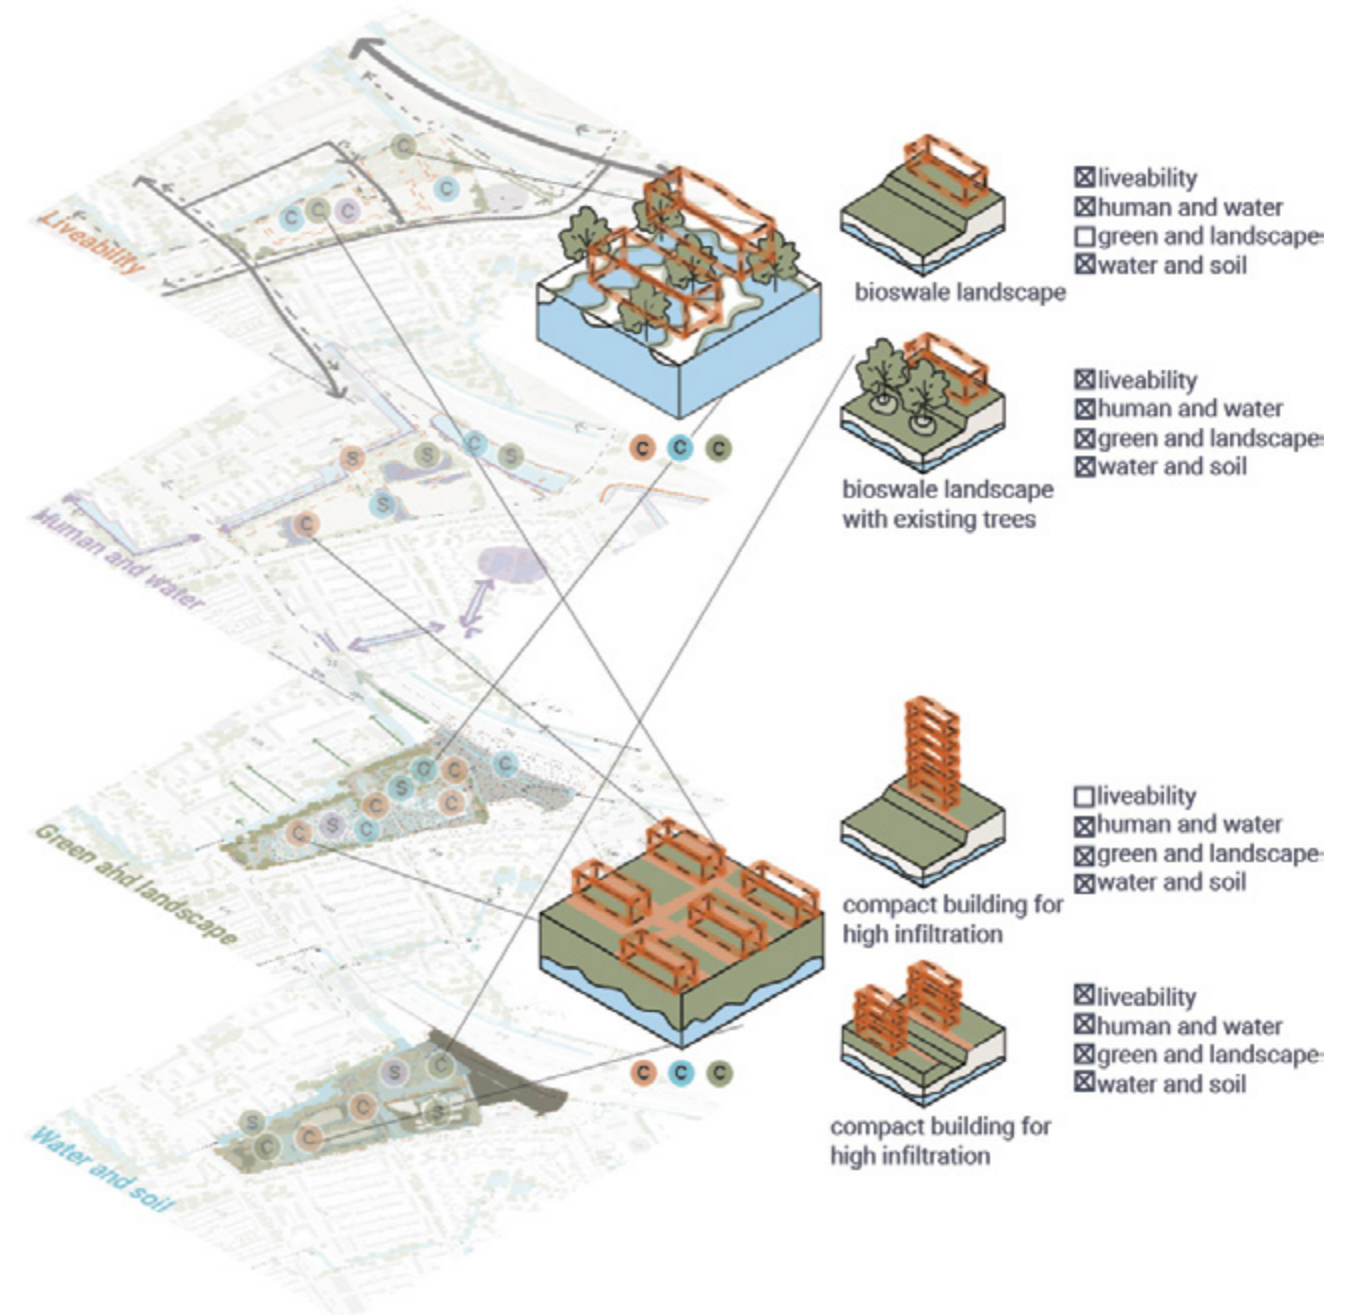 Liveability
C
C
C
C
C
bioswale landscape
liveability
human and water
green and landscape
water and soil
bioswale landscape
with existing trees
liveability
human and water
green and landscape
water and soil
C C C
Human and water
S
S
C
S
S
C
Green and landscape
C
C
C
S
C
C
C
S
C
compact building for
high infiltration
liveability
human and water
green and landscape
water and soil
compact building for
high infiltration
liveability
human and water
green and landscape
water and soil
C C C
Water and soil
S
C
C
S
S
C
C